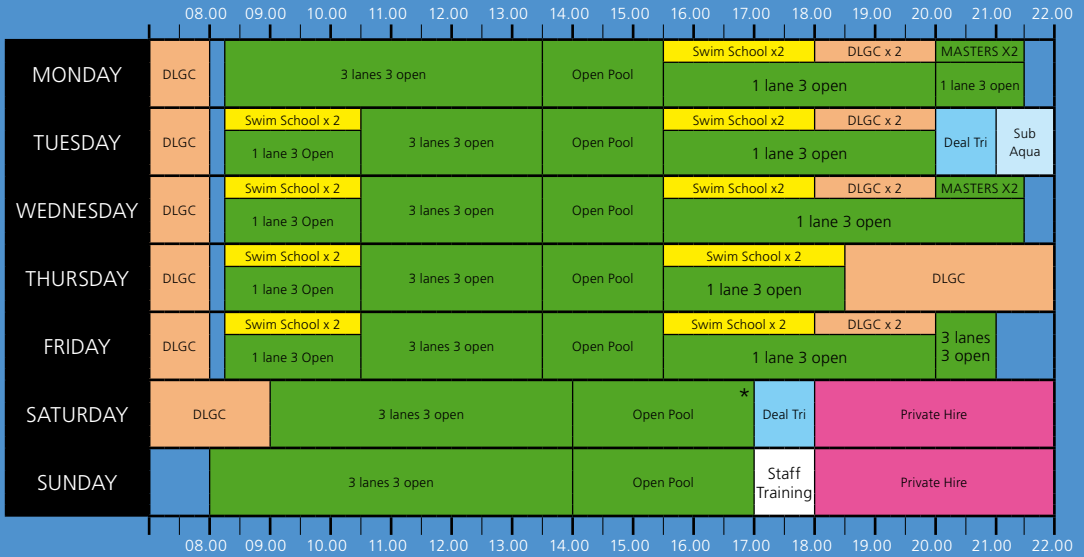 08.00 09.00 10.00 11.00 12.00 13.00 14.00 15.00 16.00 17.00 18.00 19.00 20.00 21.00 22.00
MONDAY
DLGC
3 lanes 3 open
Open Pool
Swim School x2
DLGC x 2
MASTERS X2
1 lane 3 open
1 lane 3 open
TUESDAY
DLGC
Swim School x 2
1 lane 3 Open
3 lanes 3 open
Open Pool
Swim School x2
DLGC x 2
1 lane 3 open
Deal Tri
Sub
Aqua
WEDNESDAY
DLGC
Swim School x 2
1 lane 3 Open
3 lanes 3 open
Open Pool
Swim School x2
DLGC x 2
MASTERS X2
1 lane 3 open
THURSDAY
DLGC
Swim School x 2
1 lane 3 Open
3 lanes 3 open
Open Pool
Swim School x 2
1 lane 3 open
DLGC
FRIDAY
DLGC
Swim School x 2
1 lane 3 Open
3 lanes 3 open
Open Pool
Swim School x 2
DLGC x 2
1 lane 3 open
3 lanes
3 open
SATURDAY
DLGC
3 lanes 3 open
Open Pool
*
Deal Tri
Private Hire
SUNDAY
3 lanes 3 open
Open Pool
Staff
Training
Private Hire
08.00 09.00 10.00 11.00 12.00 13.00 14.00 15.00 16.00 17.00 18.00 19.00 20.00 21.00 22.00